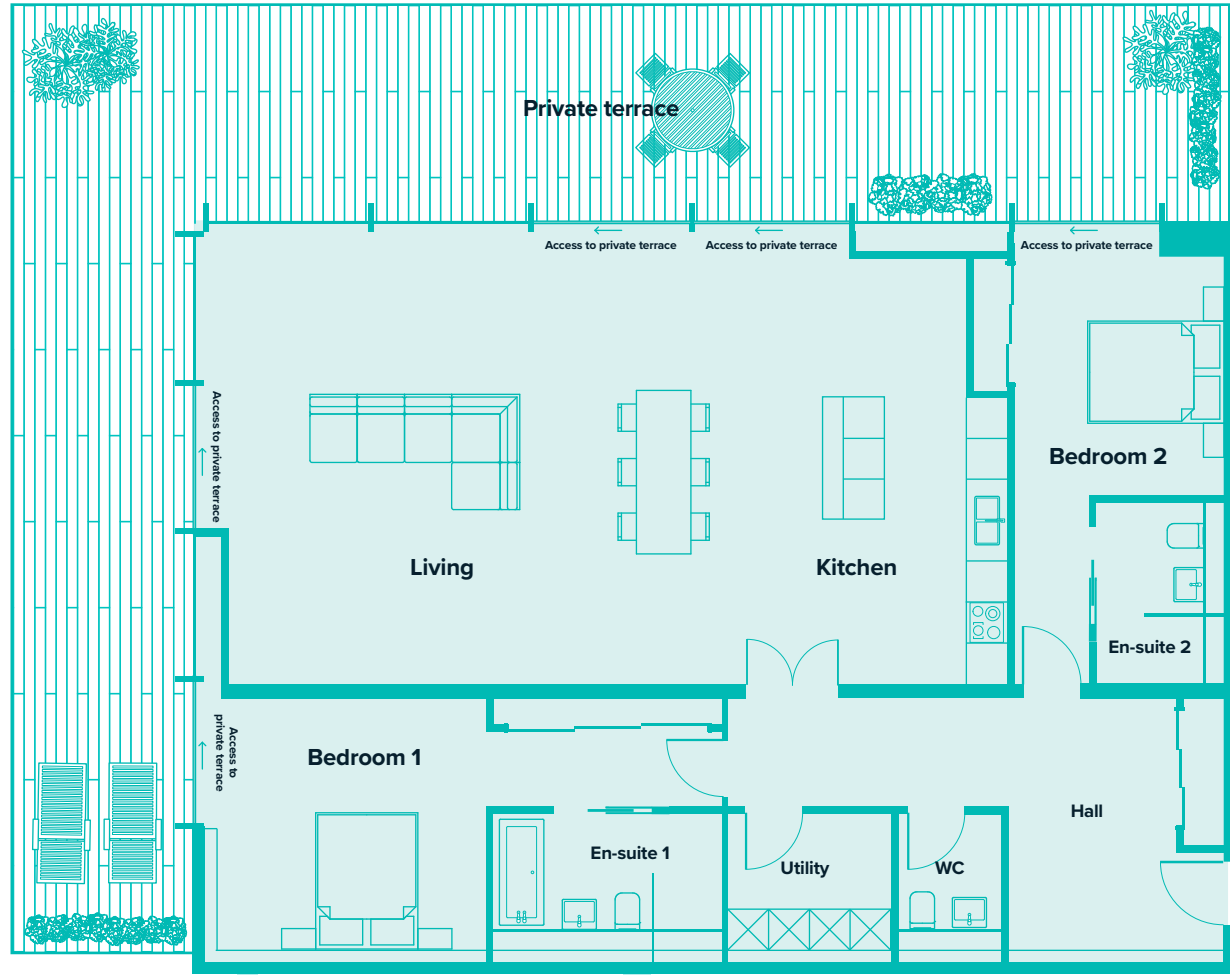 Private terrace
Access to private terrace
Access to private terrace
Access to private terrace
Access to private terrace
Bedroom 2
Living
Kitchen
En-suite 2
Access to
private terrace
Bedroom 1
Hall
En-suite 1
Utility
WC